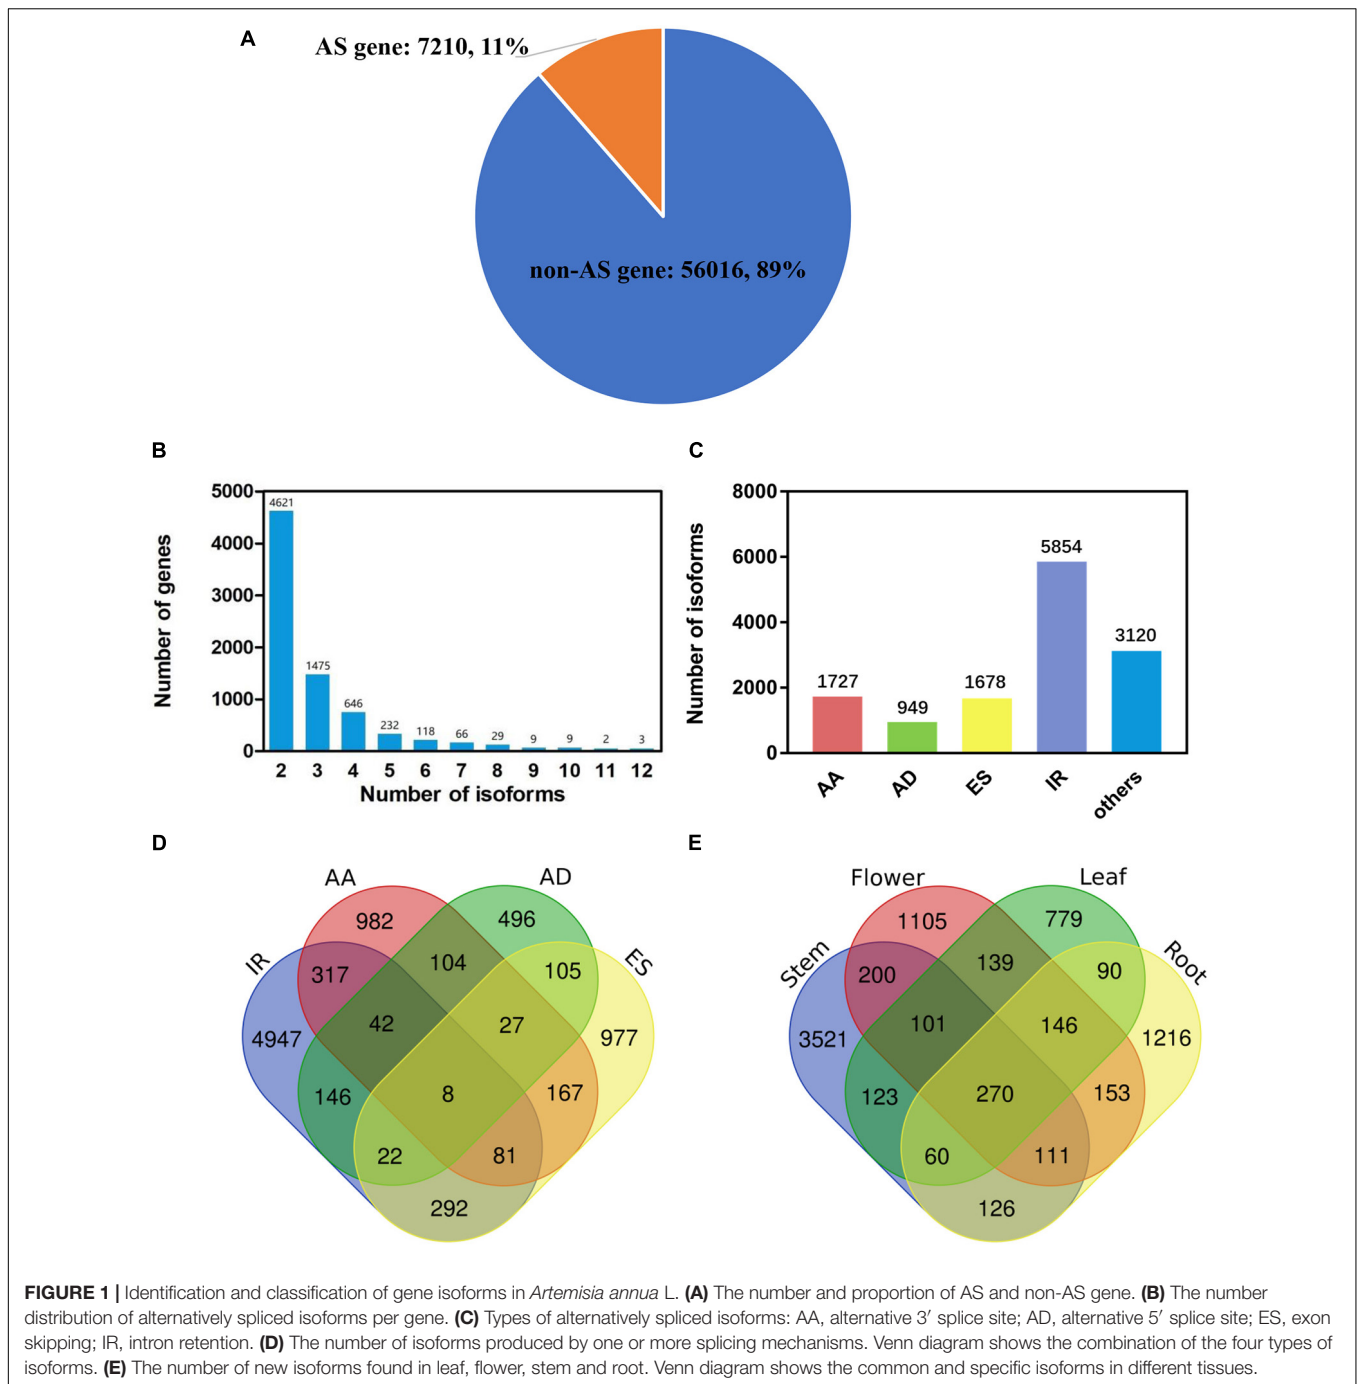 A
AS gene: 7210, 11%
non-AS gene: 56016, 89%
B
Number of genes
5000
4000
3000
2000
1000
0
4621
1475
646
232
118
66
29
9
9
2
3
2 3 4 5 6 7 8 9 10 11 12
Number of isoforms
C
Number of isoforms
8000
6000
4000
2000
0
1727
949
1678
5854
3120
AA AD ES IR others
D
AA AD
IR ES
982 496
317 104 105
4947 42 27 977
146 8 167
22 81
292
E
Flower Leaf
Stem Root
1105 779
200 139 90
3521 101 146 1216
123 270 153
60 111
126
FIGURE 1 | Identification and classification of gene isoforms in Artemisia annua L. (A) The number and proportion of AS and non-AS gene. (B) The number
distribution of alternatively spliced isoforms per gene. (C) Types of alternatively spliced isoforms: AA, alternative 3′ splice site; AD, alternative 5′ splice site; ES, exon
skipping; IR, intron retention. (D) The number of isoforms produced by one or more splicing mechanisms. Venn diagram shows the combination of the four types of
isoforms. (E) The number of new isoforms found in leaf, flower, stem and root. Venn diagram shows the common and specific isoforms in different tissues.